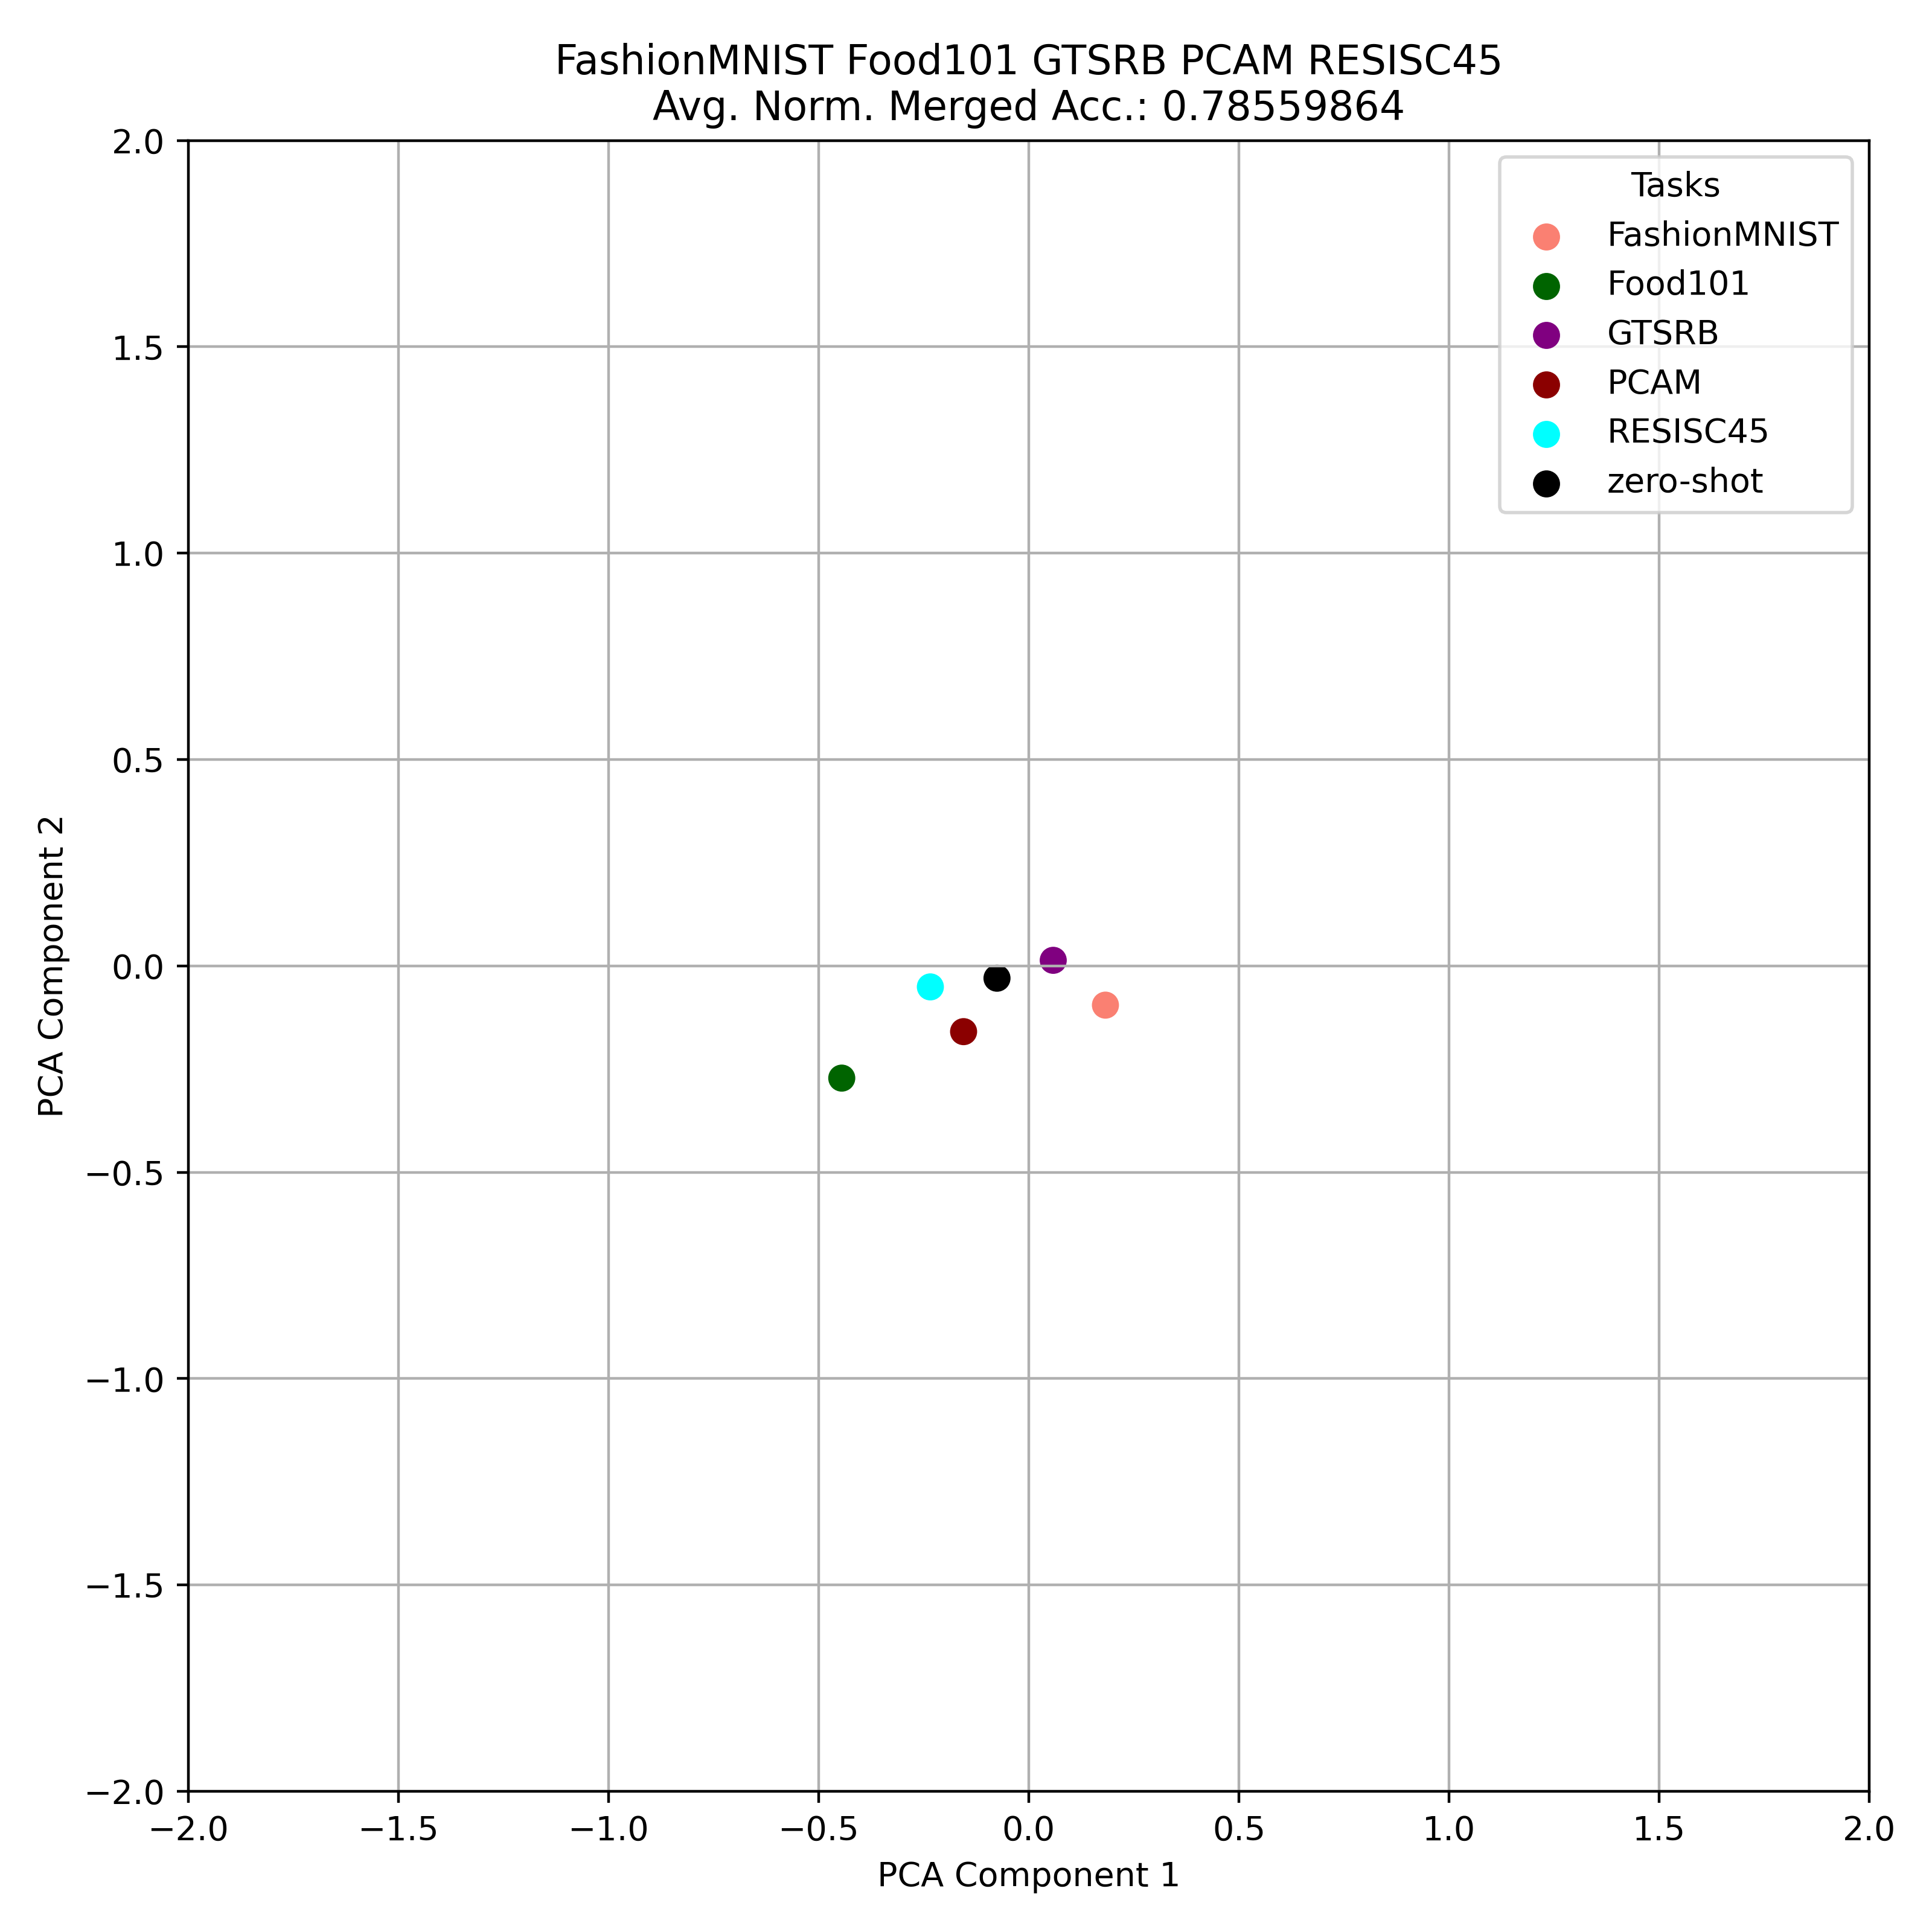 FashionMNIST Food101 GTSRB PCAM RESISC45
Avg. Norm. Merged Acc.: 0.78559864
Tasks
FashionMNIST
Food101
GTSRB
PCAM
RESISC45
zero-shot
2.0
1.5
1.0
0.5
0.0
−0.5
−1.0
−1.5
−2.0
PCA Component 2
−2.0 −1.5 −1.0 −0.5 0.0 0.5 1.0 1.5 2.0
PCA Component 1